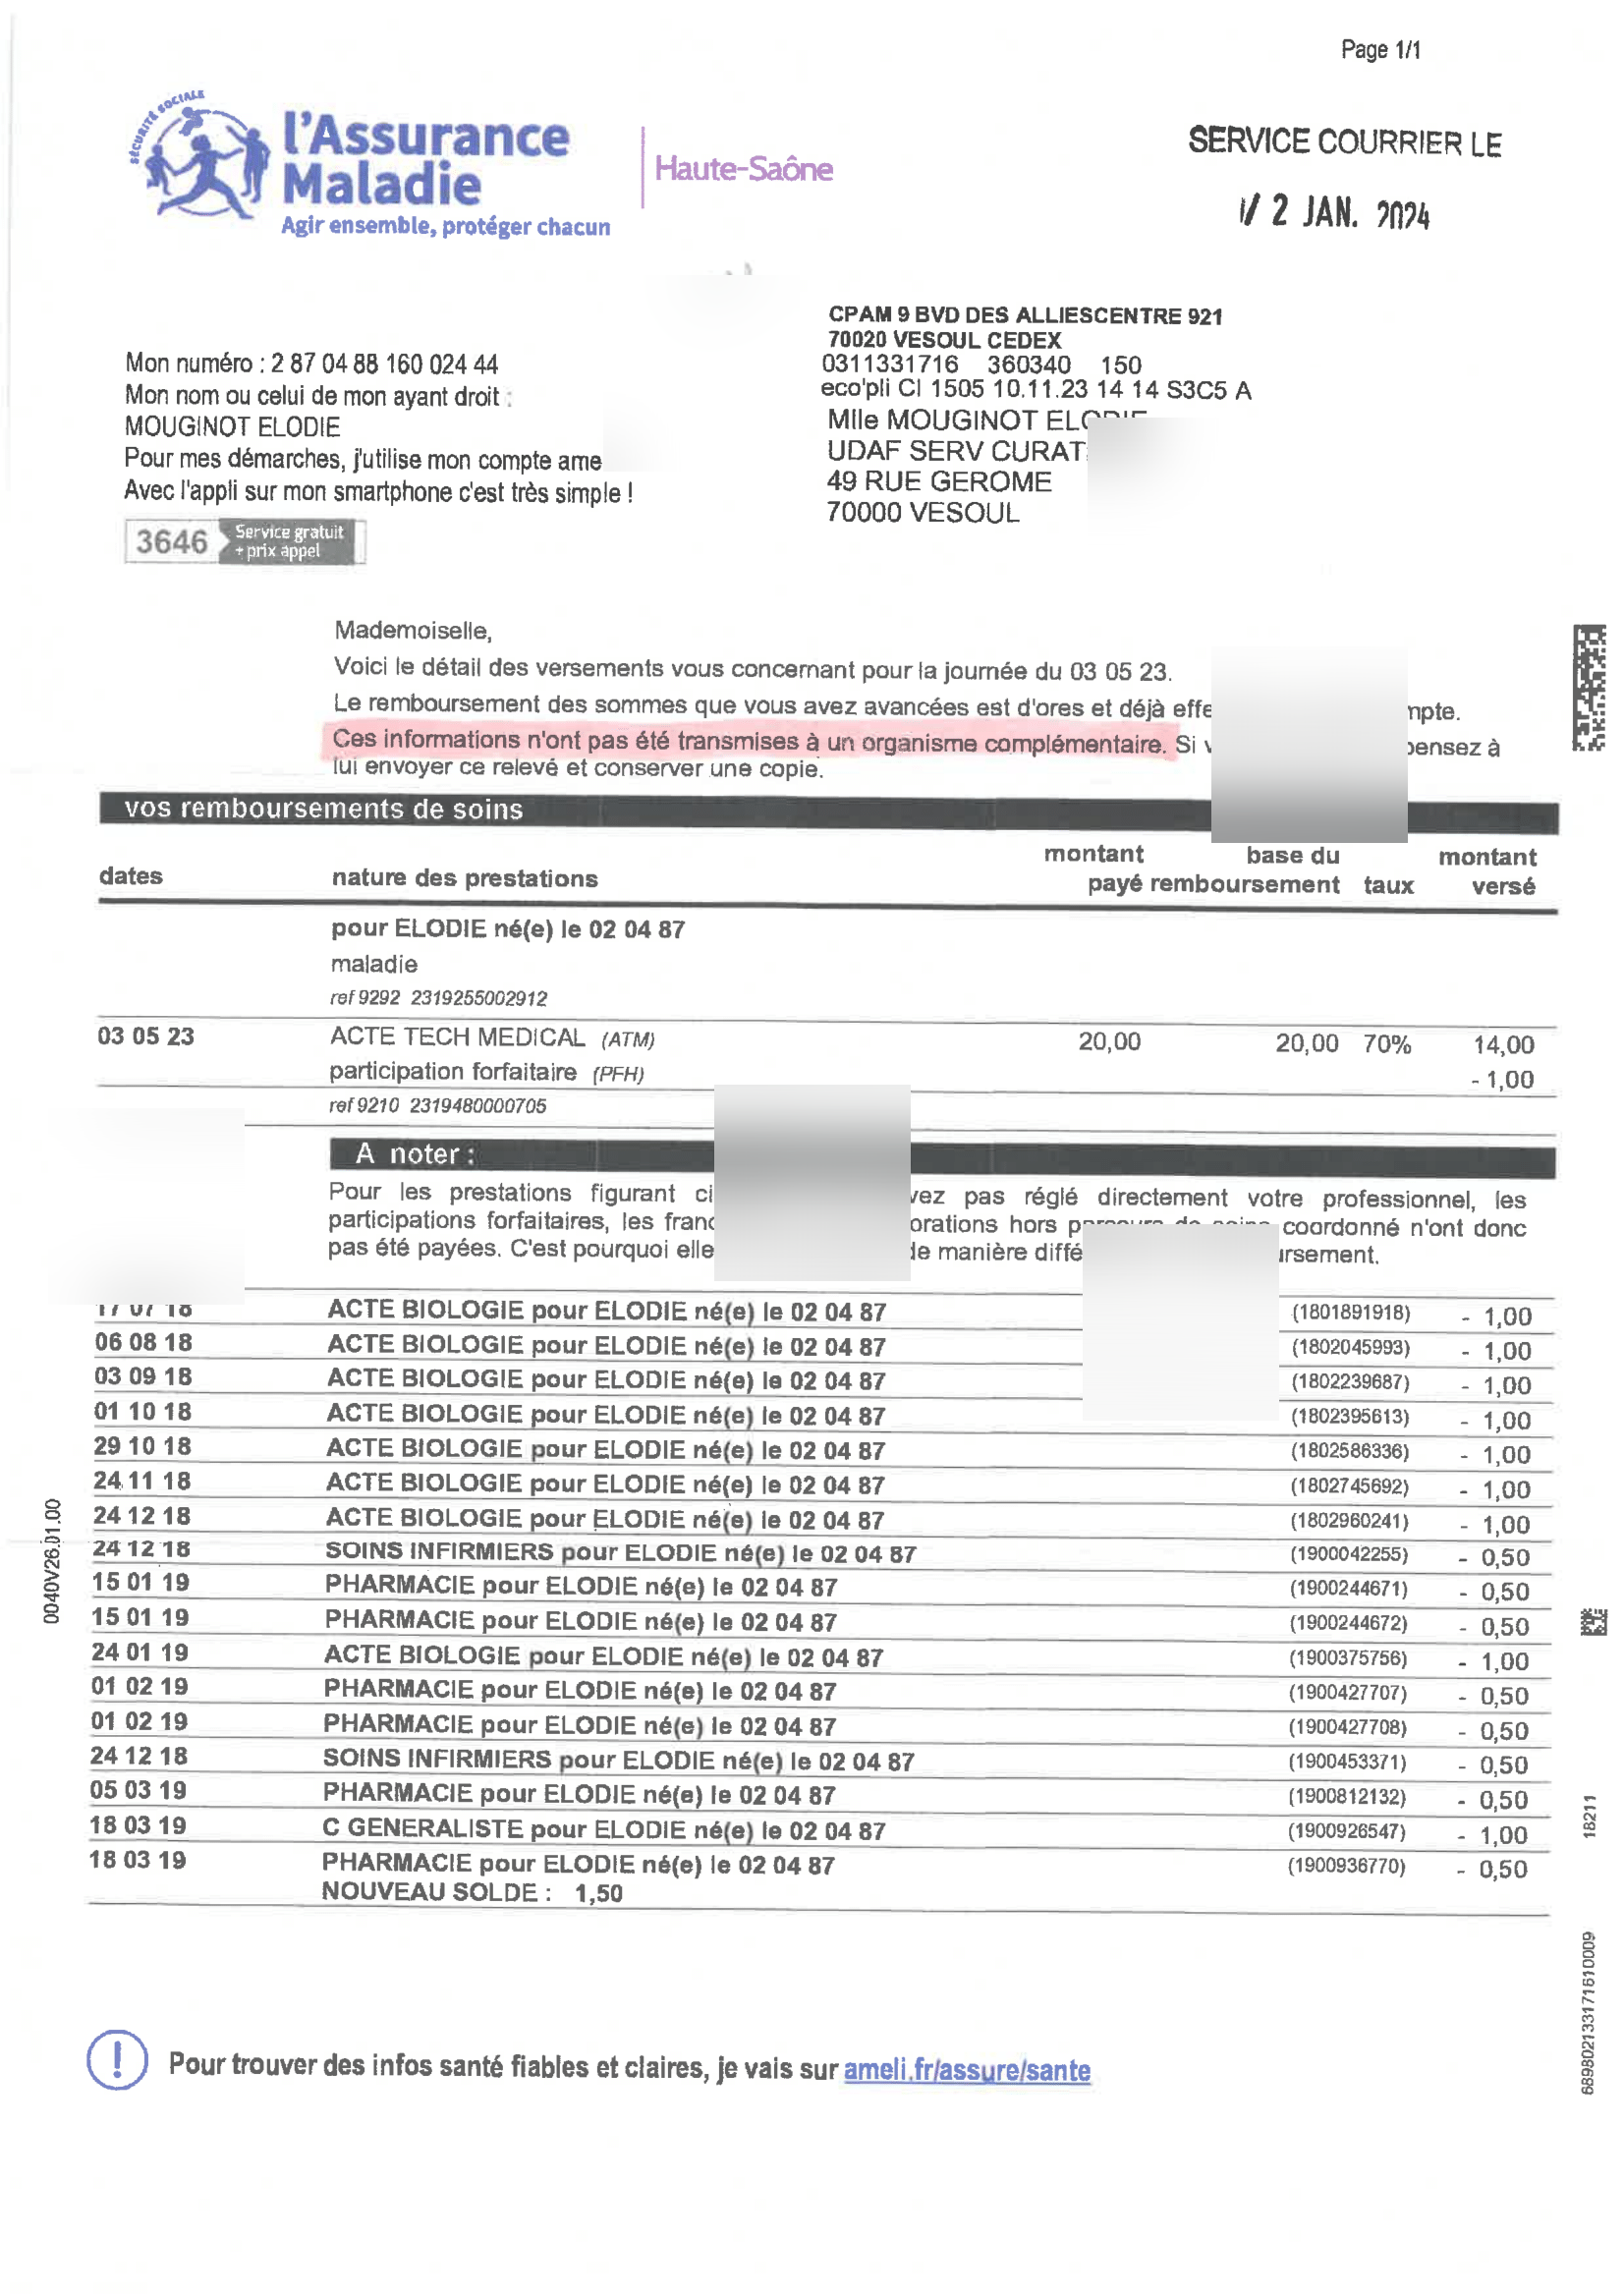 Page 1/1
SÉCURITÉ SOCIALE
l'Assurance
Maladie
Agir ensemble, protéger chacun
Haute-Saône
SERVICE COURRIER LE
2 JAN. 2024
CPAM 9 BVD DES ALLIESCENTRE 921
70020 VESOUL CEDEX
0311331716 360340 150
eco'pli CI 1505 10.11.23 14 14 S3C5 A
Mlle MOUGINOT ELODIE
UDAF SERV CURAT
49 RUE GEROME
70000 VESOUL
Mon numéro : 2 87 04 88 160 024 44
Mon nom ou celui de mon ayant droit :
MOUGINOT ELODIE
Pour mes démarches, j'utilise mon compte ame
Avec l'appli sur mon smartphone c'est très simple !
3646 Service gratuit
+ prix appel
Mademoiselle,
Voici le détail des versements vous concernant pour la journée du 03 05 23.
Le remboursement des sommes que vous avez avancées est d'ores et déjà effe mpte.
Ces informations n'ont pas été transmises à un organisme complémentaire. Si v pensez à
lui envoyer ce relevé et conserver une copie.
vos remboursements de soins
dates nature des prestations montant payé base du remboursement taux montant versé
pour ELODIE né(e) le 02 04 87
maladie
ref 9292 2319255002912
03 05 23 ACTE TECH MEDICAL (ATM) 20,00 20,00 70% 14,00
participation forfaitaire (PFH) - 1,00
ref 9210 2319480000705
A noter :
Pour les prestations figurant ci vez pas réglé directement votre professionnel, les
participations forfaitaires, les franc orations hors parcours de soins coordonné n'ont donc
pas été payées. C'est pourquoi elle de manière diffé ursement.
17 07 18 ACTE BIOLOGIE pour ELODIE né(e) le 02 04 87 (1801891918) - 1,00
06 08 18 ACTE BIOLOGIE pour ELODIE né(e) le 02 04 87 (1802045993) - 1,00
03 09 18 ACTE BIOLOGIE pour ELODIE né(e) le 02 04 87 (1802239687) - 1,00
01 10 18 ACTE BIOLOGIE pour ELODIE né(e) le 02 04 87 (1802395613) - 1,00
29 10 18 ACTE BIOLOGIE pour ELODIE né(e) le 02 04 87 (1802586336) - 1,00
24 11 18 ACTE BIOLOGIE pour ELODIE né(e) le 02 04 87 (1802745692) - 1,00
24 12 18 ACTE BIOLOGIE pour ELODIE né(e) le 02 04 87 (1802960241) - 1,00
24 12 18 SOINS INFIRMIERS pour ELODIE né(e) le 02 04 87 (1900042255) - 0,50
15 01 19 PHARMACIE pour ELODIE né(e) le 02 04 87 (1900244671) - 0,50
15 01 19 PHARMACIE pour ELODIE né(e) le 02 04 87 (1900244672) - 0,50
24 01 19 ACTE BIOLOGIE pour ELODIE né(e) le 02 04 87 (1900375756) - 1,00
01 02 19 PHARMACIE pour ELODIE né(e) le 02 04 87 (1900427707) - 0,50
01 02 19 PHARMACIE pour ELODIE né(e) le 02 04 87 (1900427708) - 0,50
24 12 18 SOINS INFIRMIERS pour ELODIE né(e) le 02 04 87 (1900453371) - 0,50
05 03 19 PHARMACIE pour ELODIE né(e) le 02 04 87 (1900812132) - 0,50
18 03 19 C GENERALISTE pour ELODIE né(e) le 02 04 87 (1900926547) - 1,00
18 03 19 PHARMACIE pour ELODIE né(e) le 02 04 87 (1900936770) - 0,50
NOUVEAU SOLDE : 1,50
0040V26.01.00
18211
689802133171610009
! Pour trouver des infos santé fiables et claires, je vais sur ameli.fr/assure/sante